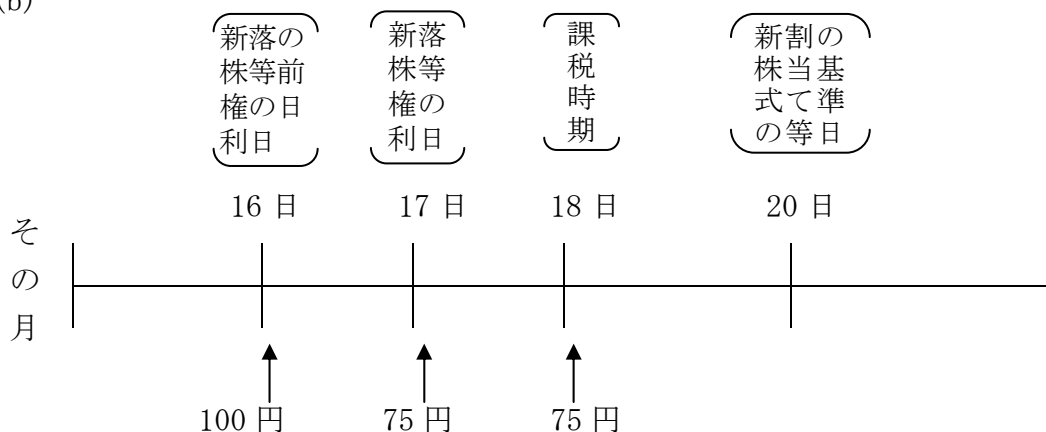 (b)
新株権利
落等の日
の前日
新株権利
落等の日
課税時期
新株式の
割当て等
の基準日
16 日
17 日
18 日
20 日
その月
100 円
75 円
75 円